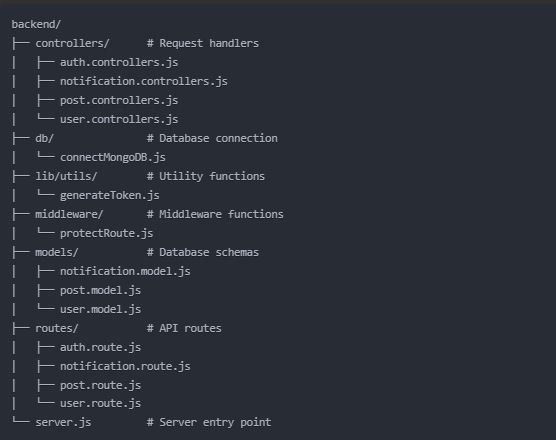 backend/
├── controllers/      # Request handlers
│   ├── auth.controllers.js
│   ├── notification.controllers.js
│   ├── post.controllers.js
│   └── user.controllers.js
├── db/               # Database connection
│   └── connectMongoDB.js
├── lib/utils/        # Utility functions
│   └── generateToken.js
├── middleware/       # Middleware functions
│   └── protectRoute.js
├── models/           # Database schemas
│   ├── notification.model.js
│   ├── post.model.js
│   └── user.model.js
├── routes/           # API routes
│   ├── auth.route.js
│   ├── notification.route.js
│   ├── post.route.js
│   └── user.route.js
└── server.js         # Server entry point